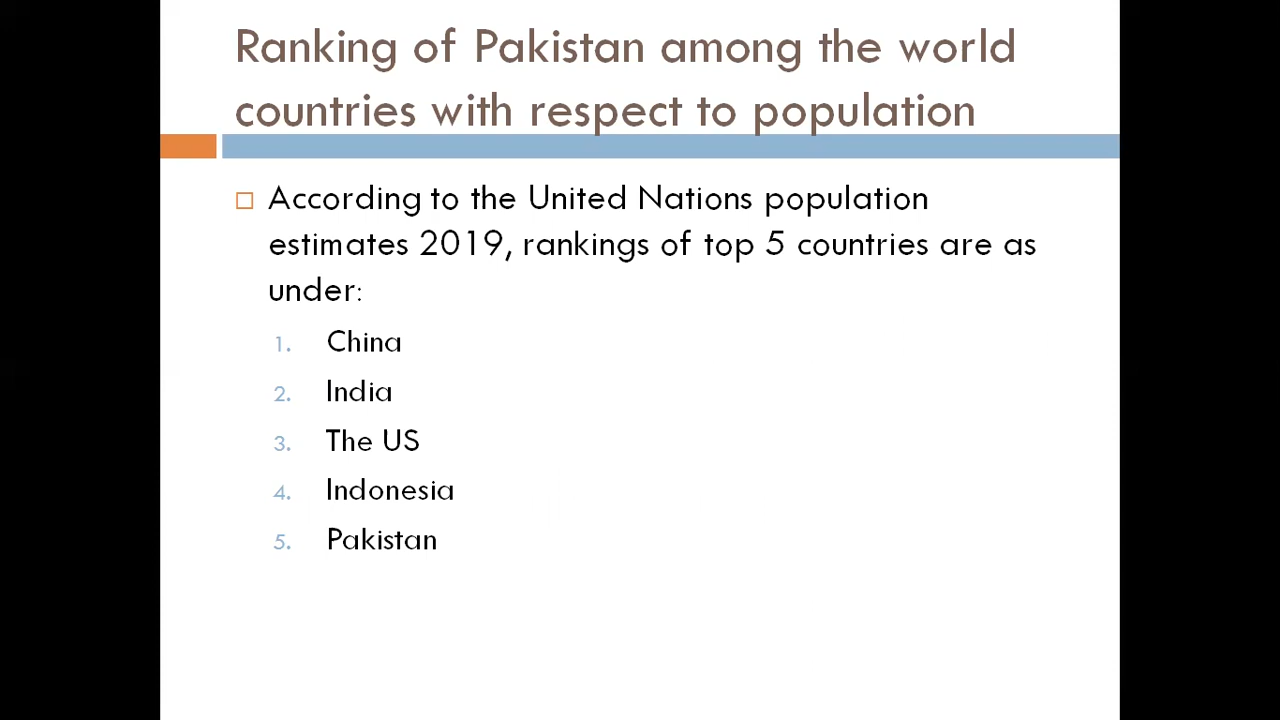 Ranking of Pakistan among the world
countries with respect to population
According to the United Nations population
estimates 2019, rankings of top 5 countries are as
under:
1. China
2. India
3. The US
4. Indonesia
5. Pakistan